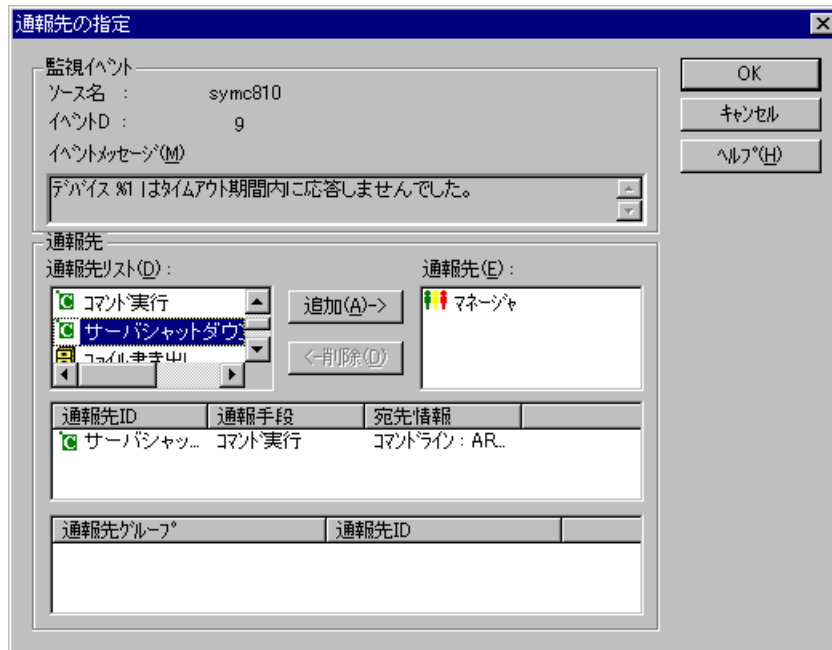 通報先の指定
監視イベント
ソース名 : symc810
イベントID : 9
イベントメッセージ(M)
デバイス %1 はタイムアウト期間内に応答しませんでした。
OK
キャンセル
ヘルプ(H)
通報先
通報先リスト(D) :
コマンド実行
サーバシャットダウ
ファイル書き出し
追加(A)->
<-削除(D)
通報先(E) :
マネージャ
通報先ID 通報手段 宛先情報
サーバシャッ... コマンド実行 コマンドライン : AR...
通報先グループ 通報先ID